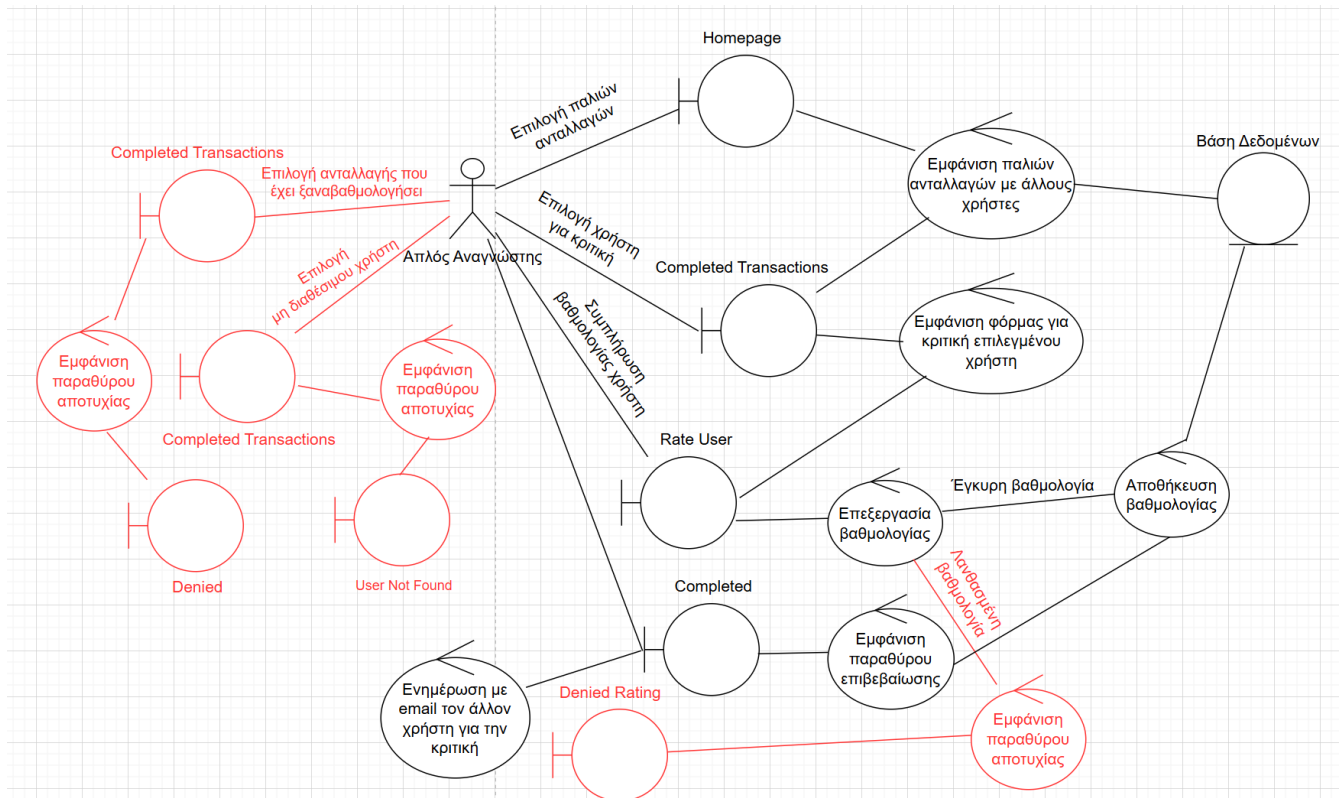 Homepage
Επιλογή παλιών
ανταλλαγών
Βάση Δεδομένων
Completed Transactions
Επιλογή ανταλλαγής που
έχει ξαναβαθμολογήσει
Εμφάνιση παλιών
ανταλλαγών με άλλους
χρήστες
Επιλογή χρήστη
για κριτική
Απλός Αναγνώστης
Επιλογή
μη διαθέσιμου χρήστη
Completed Transactions
Συμπλήρωση
βαθμολογίας χρήστη
Εμφάνιση φόρμας για
κριτική επιλεγμένου
χρήστη
Εμφάνιση
παραθύρου
αποτυχίας
Εμφάνιση
παραθύρου
αποτυχίας
Completed Transactions
Rate User
Έγκυρη βαθμολογία
Αποθήκευση
βαθμολογίας
Επεξεργασία
βαθμολογίας
Λανθασμένη
βαθμολογία
Denied
User Not Found
Completed
Εμφάνιση
παραθύρου
επιβεβαίωσης
Ενημέρωση με
email τον άλλον
χρήστη για την
κριτική
Denied Rating
Εμφάνιση
παραθύρου
αποτυχίας